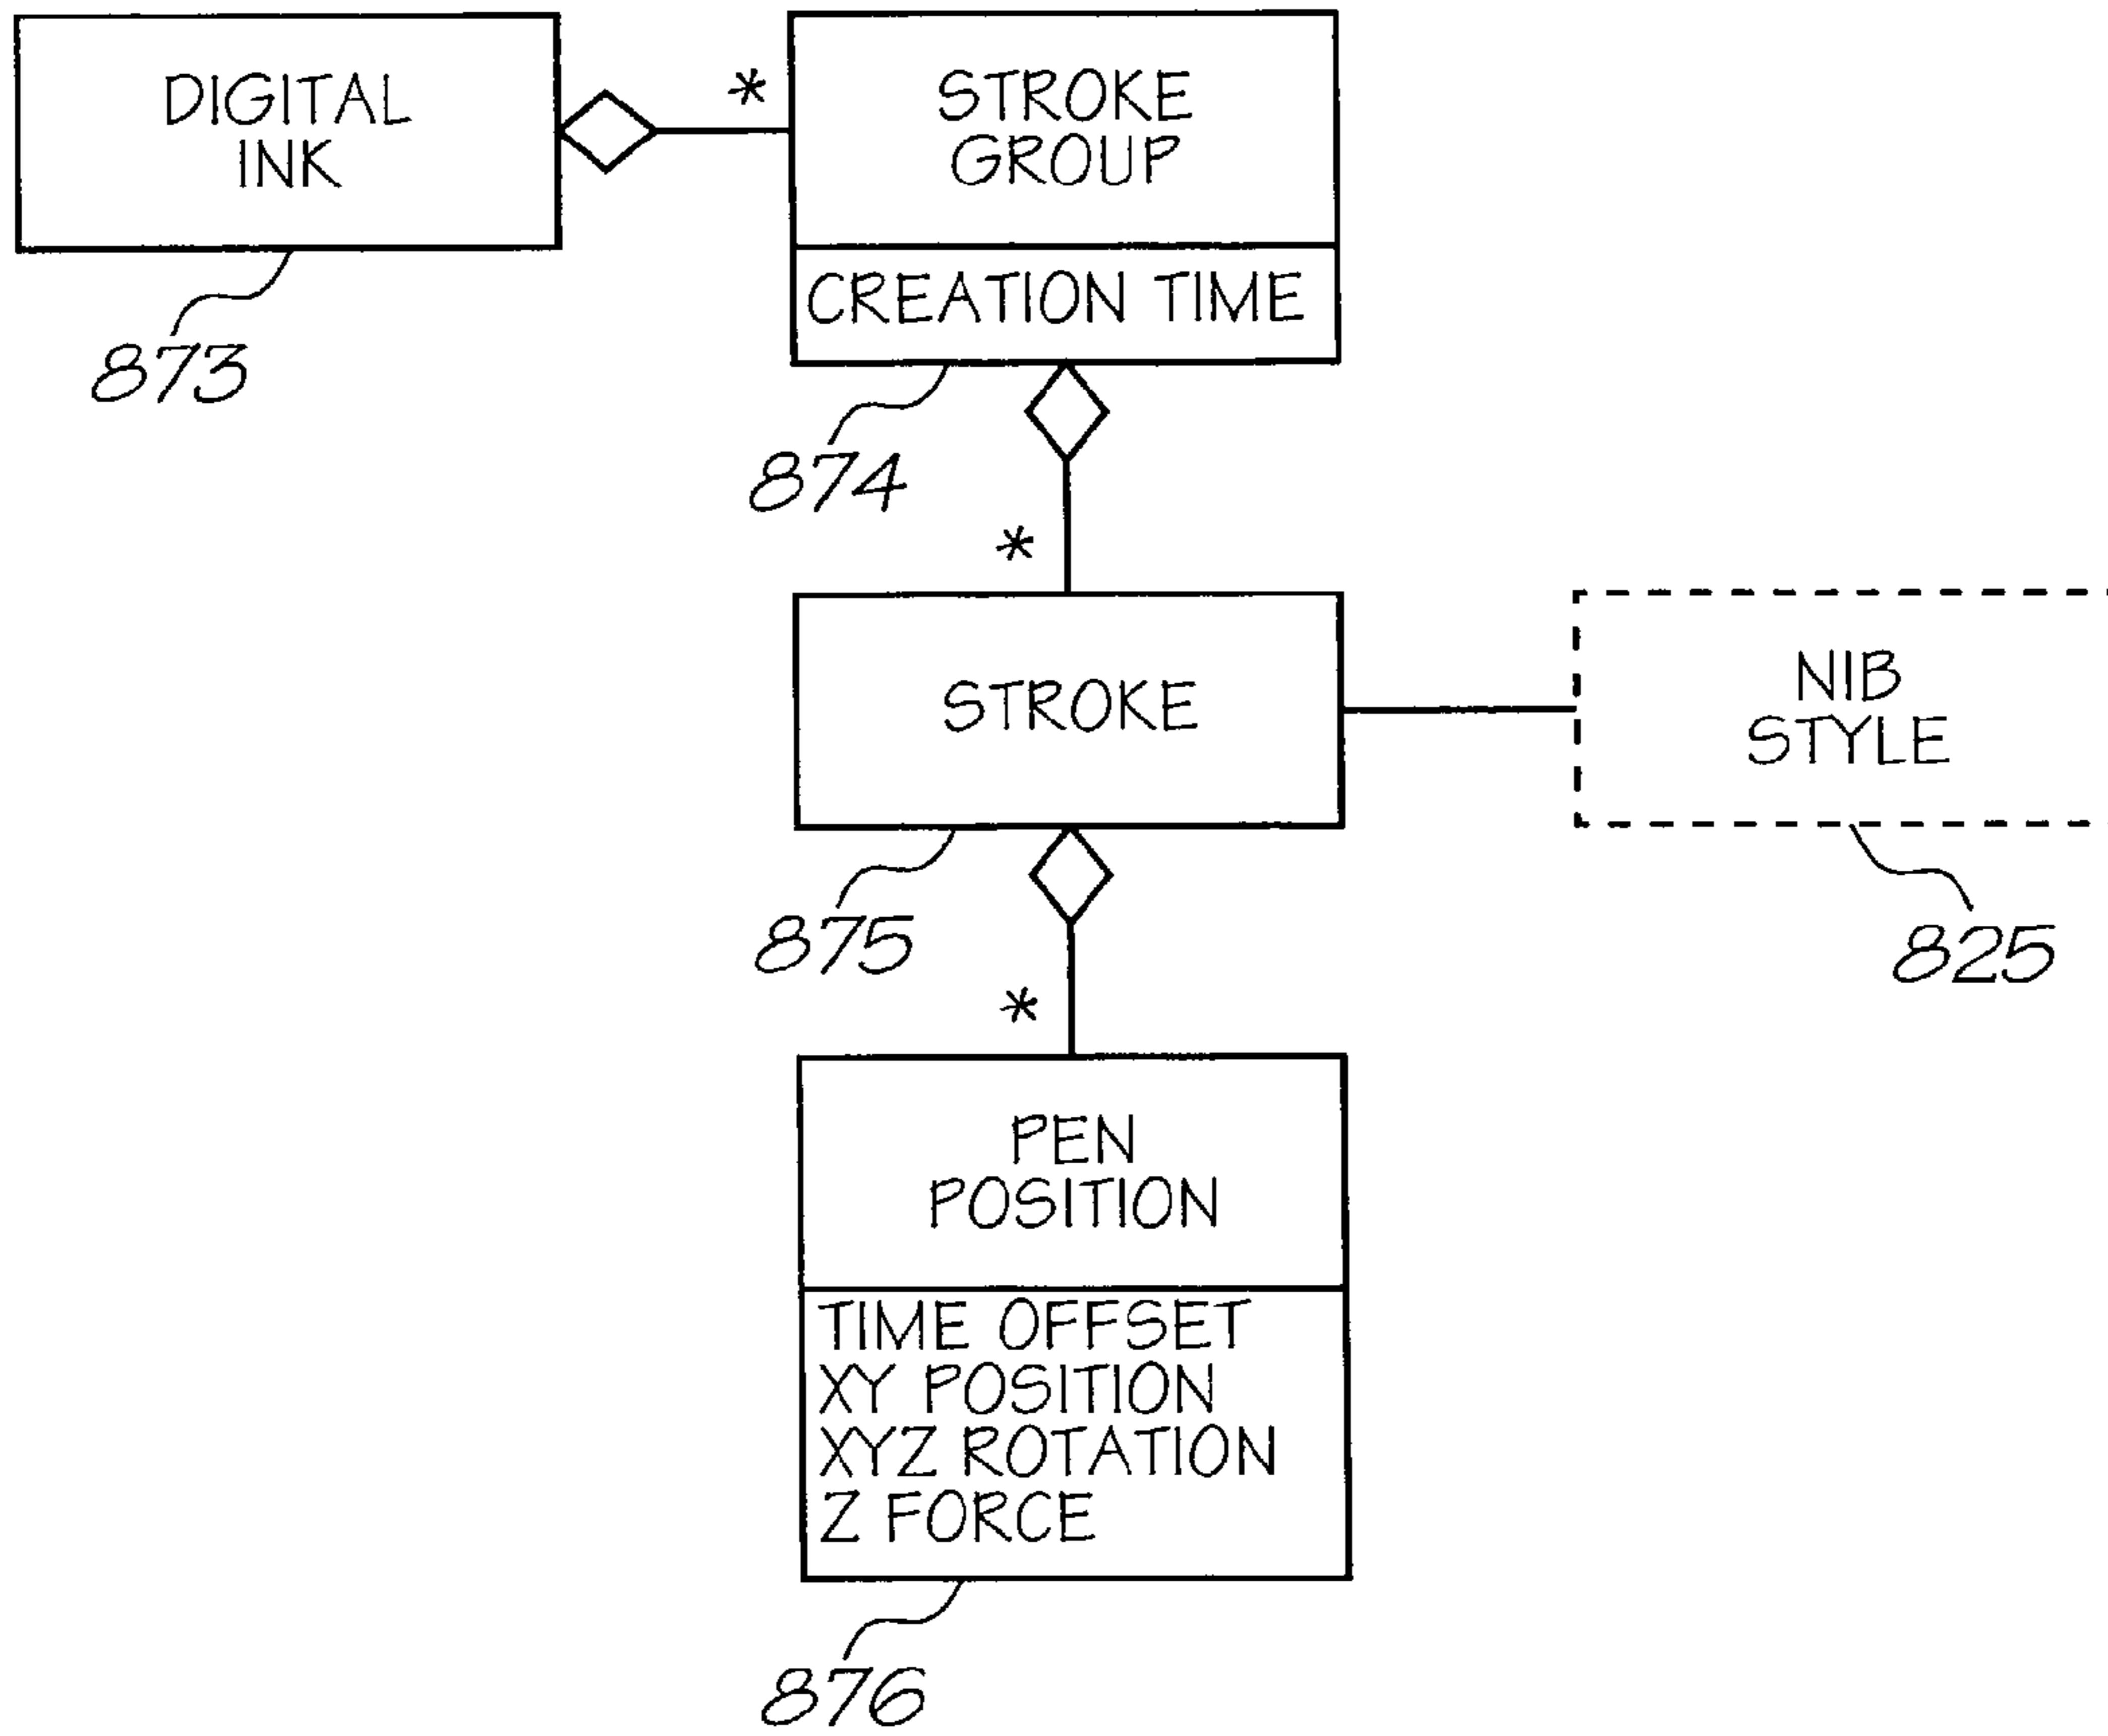 DIGITAL
INK
*
STROKE
GROUP
CREATION TIME
873
874
*
STROKE
NIB
STYLE
875
825
*
PEN
POSITION
TIME OFFSET
XY POSITION
XYZ ROTATION
Z FORCE
876